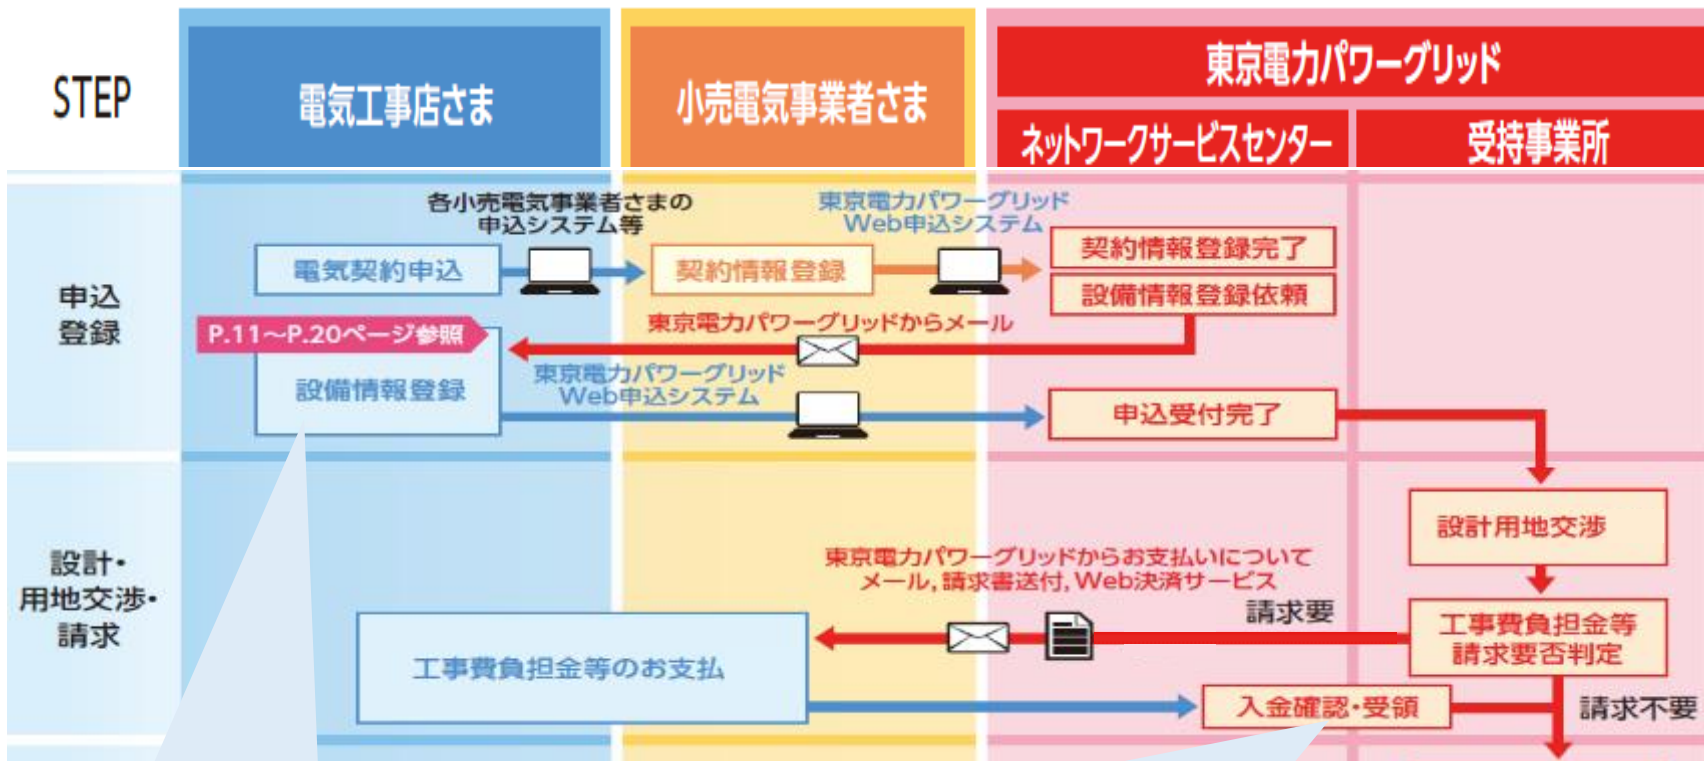 STEP
電気工事店さま
小売電気事業者さま
東京電力パワーグリッド
ネットワークサービスセンター
受持事業所
申込
登録
各小売電気事業者さまの
申込システム等
東京電力パワーグリッド
Web申込システム
電気契約申込
契約情報登録
契約情報登録完了
設備情報登録依頼
P.11～P.20ページ参照
東京電力パワーグリッドからメール
設備情報登録
東京電力パワーグリッド
Web申込システム
申込受付完了
設計・
用地交渉・
請求
設計用地交渉
東京電力パワーグリッドからお支払いについて
メール,請求書送付,Web決済サービス
請求要
工事費負担金等
請求要否判定
工事費負担金等のお支払
入金確認・受領
請求不要